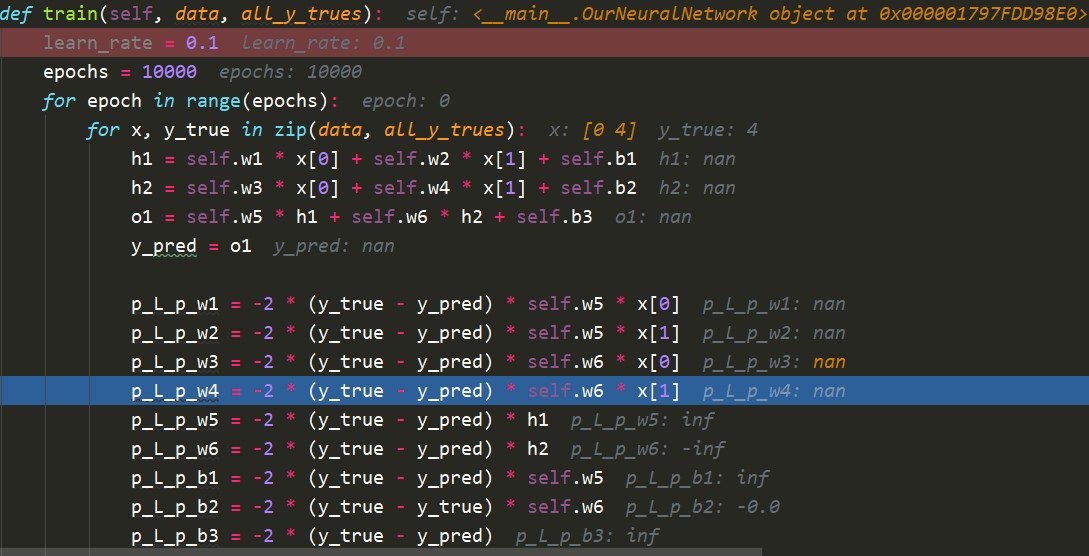 def train(self, data, all_y_trues): self: <__main__.OurNeuralNetwork object at 0x000001797FDD98E0>
learn_rate = 0.1 learn_rate: 0.1
epochs = 10000 epochs: 10000
for epoch in range(epochs): epoch: 0
for x, y_true in zip(data, all_y_trues): x: [0 4] y_true: 4
h1 = self.w1 * x[0] + self.w2 * x[1] + self.b1 h1: nan
h2 = self.w3 * x[0] + self.w4 * x[1] + self.b2 h2: nan
o1 = self.w5 * h1 + self.w6 * h2 + self.b3 o1: nan
y_pred = o1 y_pred: nan
p_L_p_w1 = -2 * (y_true - y_pred) * self.w5 * x[0] p_L_p_w1: nan
p_L_p_w2 = -2 * (y_true - y_pred) * self.w5 * x[1] p_L_p_w2: nan
p_L_p_w3 = -2 * (y_true - y_pred) * self.w6 * x[0] p_L_p_w3: nan
p_L_p_w4 = -2 * (y_true - y_pred) * self.w6 * x[1] p_L_p_w4: nan
p_L_p_w5 = -2 * (y_true - y_pred) * h1 p_L_p_w5: inf
p_L_p_w6 = -2 * (y_true - y_pred) * h2 p_L_p_w6: -inf
p_L_p_b1 = -2 * (y_true - y_pred) * self.w5 p_L_p_b1: inf
p_L_p_b2 = -2 * (y_true - y_true) * self.w6 p_L_p_b2: -0.0
p_L_p_b3 = -2 * (y_true - y_pred) p_L_p_b3: inf